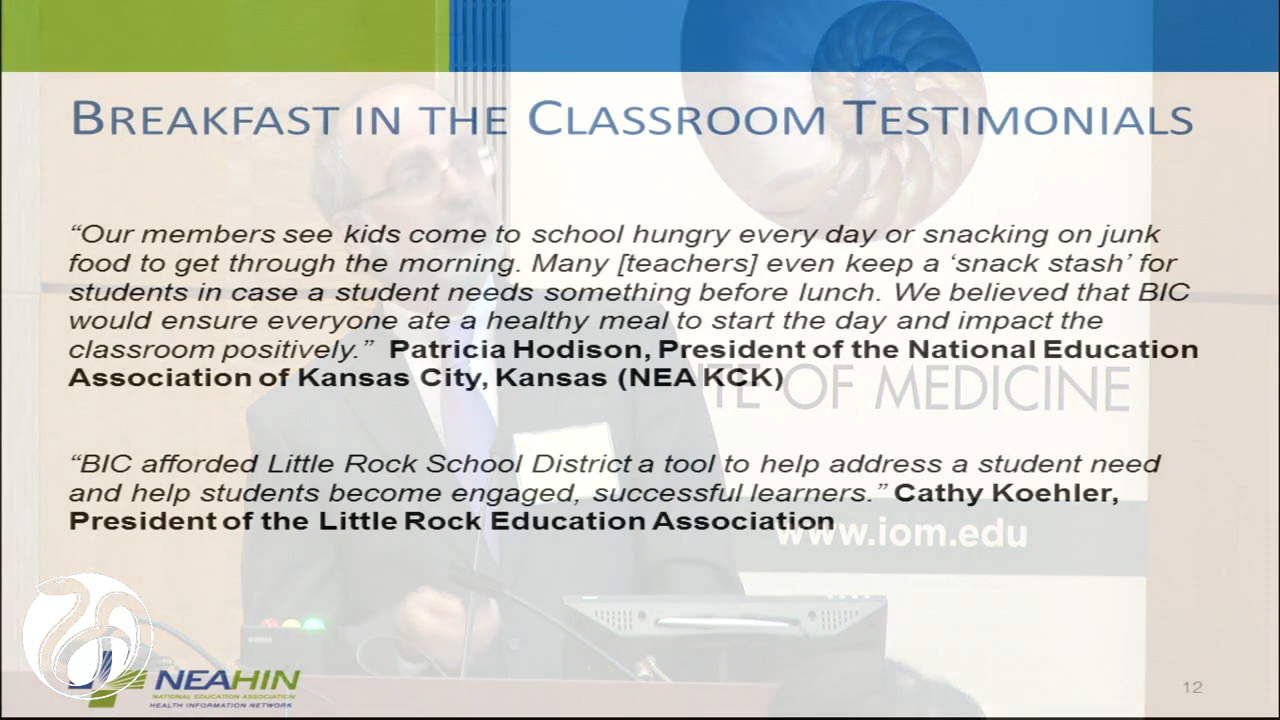 BREAKFAST IN THE CLASSROOM TESTIMONIALS
“Our members see kids come to school hungry every day or snacking on junk
food to get through the morning. Many [teachers] even keep a ‘snack stash’ for
students in case a student needs something before lunch. We believed that BIC
would ensure everyone ate a healthy meal to start the day and impact the
classroom positively.” Patricia Hodison, President of the National Education
Association of Kansas City, Kansas (NEA KCK)
TE OF MEDICINE
“BIC afforded Little Rock School District a tool to help address a student need
and help students become engaged, successful learners.” Cathy Koehler,
President of the Little Rock Education Association
www.iom.edu
YAMAHA
NEAHIN
NATIONAL EDUCATION ASSOCIATION
HEALTH INFORMATION NETWORK
12